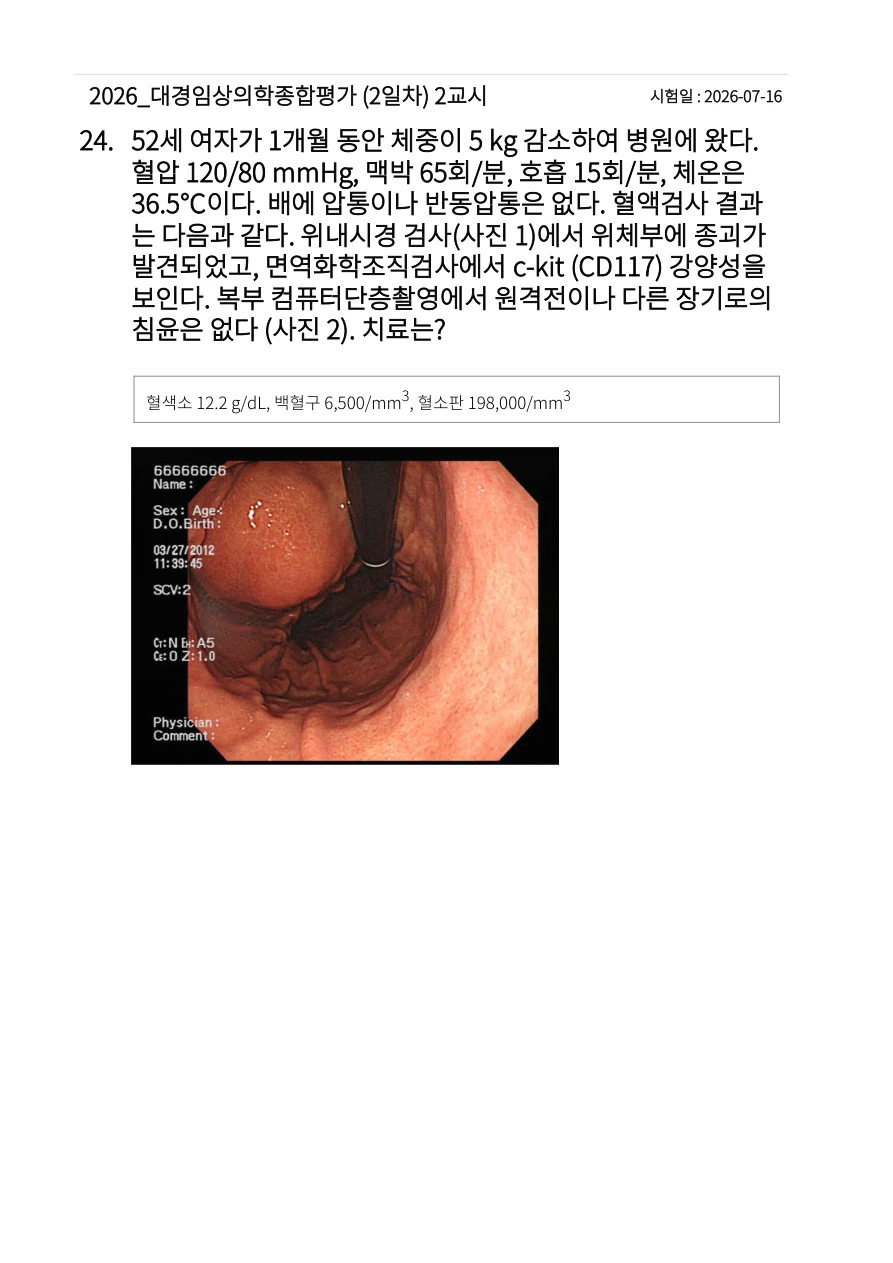 2026_대경임상의학종합평가 (2일차) 2교시
시험일 : 2026-07-16
24. 52세 여자가 1개월 동안 체중이 5 kg 감소하여 병원에 왔다.
혈압 120/80 mmHg, 맥박 65회/분, 호흡 15회/분, 체온은
36.5℃이다. 배에 압통이나 반동압통은 없다. 혈액검사 결과
는 다음과 같다. 위내시경 검사(사진 1)에서 위체부에 종괴가
발견되었고, 면역화학조직검사에서 c-kit (CD117) 강양성을
보인다. 복부 컴퓨터단층촬영에서 원격전이나 다른 장기로의
침윤은 없다 (사진 2). 치료는?
혈색소 12.2 g/dL, 백혈구 6,500/mm³, 혈소판 198,000/mm³
66666666
Name :
Sex : Age:
D.O.Birth :
03/27/2012
11:39:45
SCV:2
Cr:N Eh:A5
Ce:0 Z:1.0
Physician :
Comment :